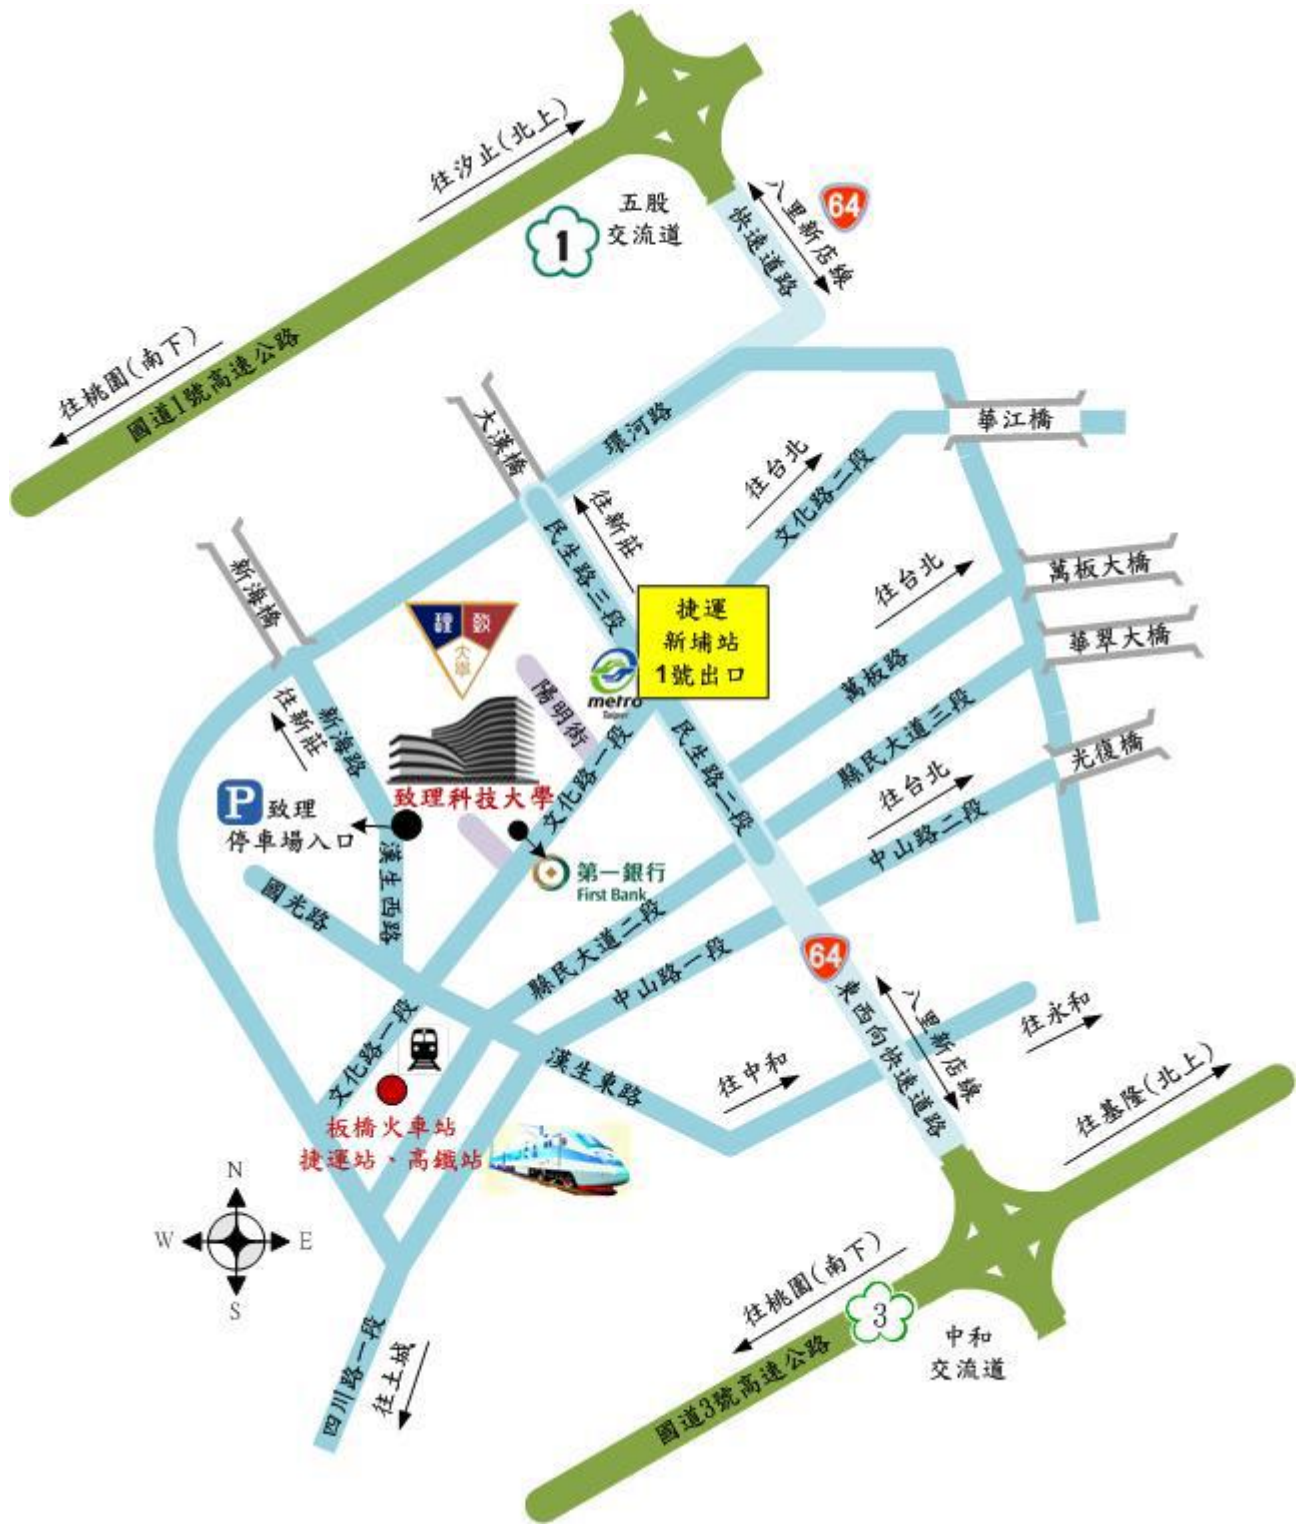 往汐止(北上)
五股
交流道
1
64
八里新店線
快速道路
往桃園(南下)
國道1號高速公路
大漢橋
環河路
華江橋
往台北
文化路二段
往新莊
民生路三段
新海橋
往台北
萬板大橋
華翠大橋
光復橋
捷運
新埔站
1號出口
metro
Taipei
理 致
大學
陽明街
萬板路
縣民大道三段
往台北
中山路二段
往新莊
新海路
民生路二段
文化路一段
致理科技大學
P 致理
停車場入口
漢生西路
第一銀行
First Bank
國光路
縣民大道二段
中山路一段
64
東西向快速道路
八里新店線
往永和
文化路一段
漢生東路
往中和
板橋火車站
捷運站、高鐵站
往基隆(北上)
N
W
E
S
往桃園(南下)
3
中和
交流道
國道3號高速公路
四川路一段
往土城